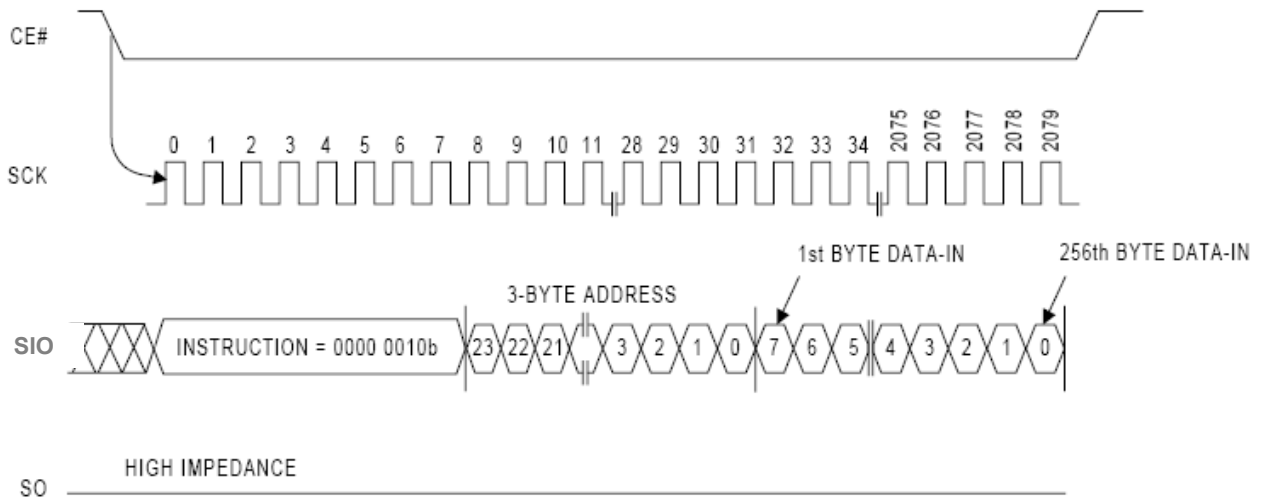 CE#
0 1 2 3 4 5 6 7 8 9 10 11 28 29 30 31 32 33 34 2075 2076 2077 2078 2079
SCK
1st BYTE DATA-IN 256th BYTE DATA-IN
3-BYTE ADDRESS
SIO INSTRUCTION = 0000 0010b 23 22 21 3 2 1 0 7 6 5 4 3 2 1 0
HIGH IMPEDANCE
SO